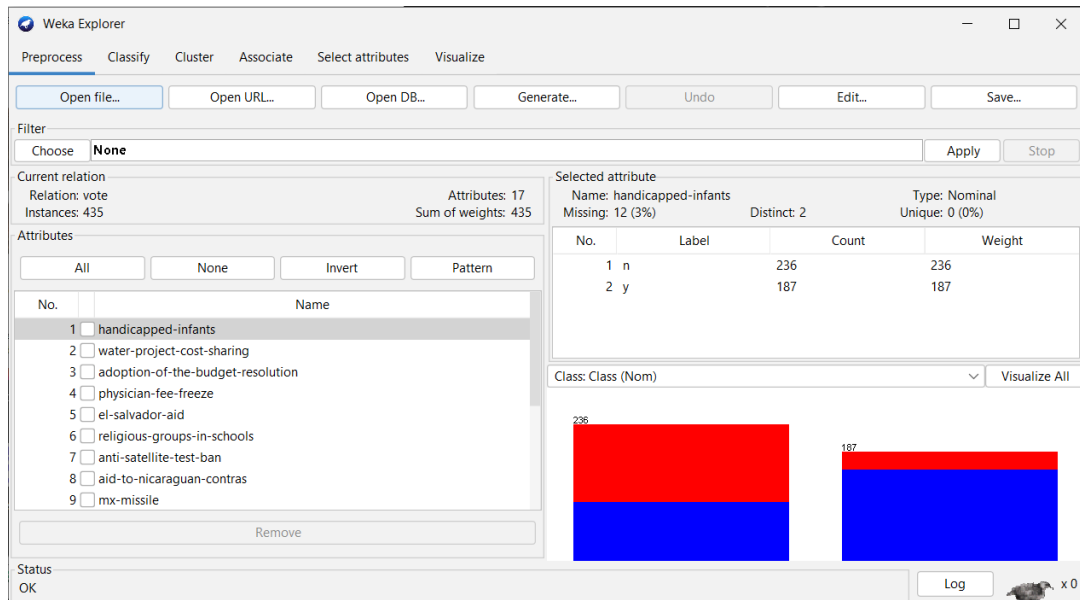 Weka Explorer
Preprocess Classify Cluster Associate Select attributes Visualize
Open file... Open URL... Open DB... Generate... Undo Edit... Save...
Filter
Choose None Apply Stop
Current relation
Relation: vote Attributes: 17
Instances: 435 Sum of weights: 435
Attributes
All None Invert Pattern
No. Name
1 handicapped-infants
2 water-project-cost-sharing
3 adoption-of-the-budget-resolution
4 physician-fee-freeze
5 el-salvador-aid
6 religious-groups-in-schools
7 anti-satellite-test-ban
8 aid-to-nicaraguan-contras
9 mx-missile
Remove
Selected attribute
Name: handicapped-infants Type: Nominal
Missing: 12 (3%) Distinct: 2 Unique: 0 (0%)
No. Label Count Weight
1 n 236 236
2 y 187 187
Class: Class (Nom) Visualize All
236
187
Status
OK
Log x 0